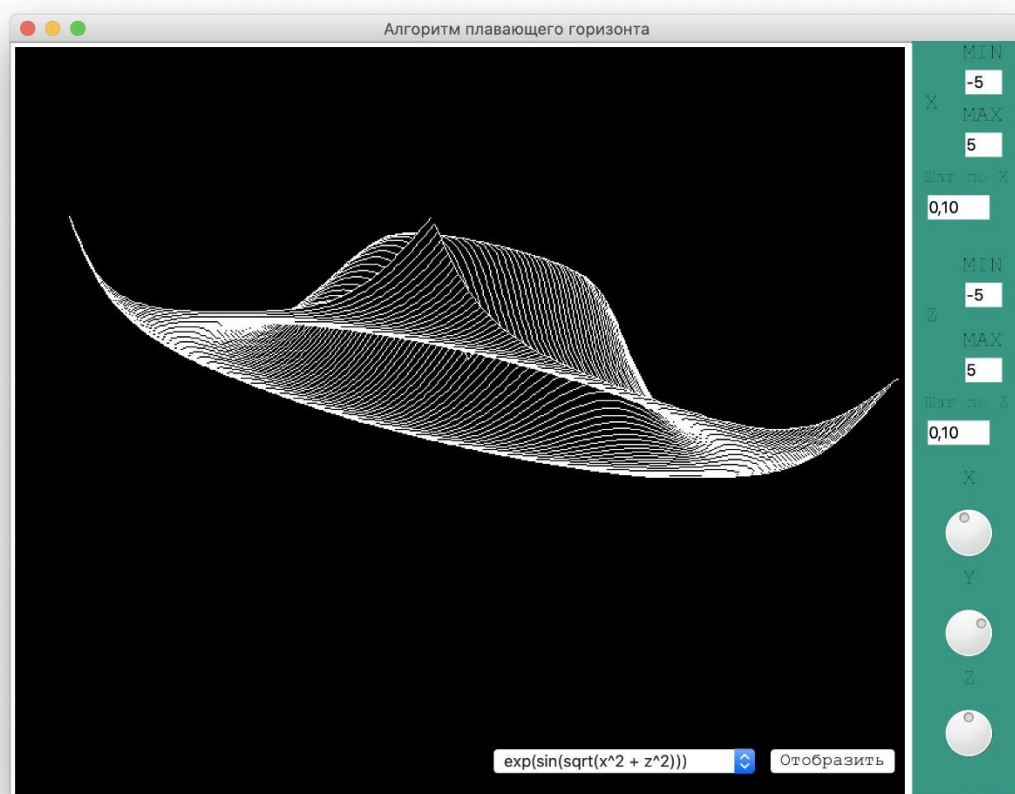 Алгоритм плавающего горизонта
MIN
-5
X
MAX
5
Шаг по X
0,10
MIN
-5
Z
MAX
5
Шаг по Z
0,10
X
Y
Z
exp(sin(sqrt(x^2 + z^2)))
Отобразить